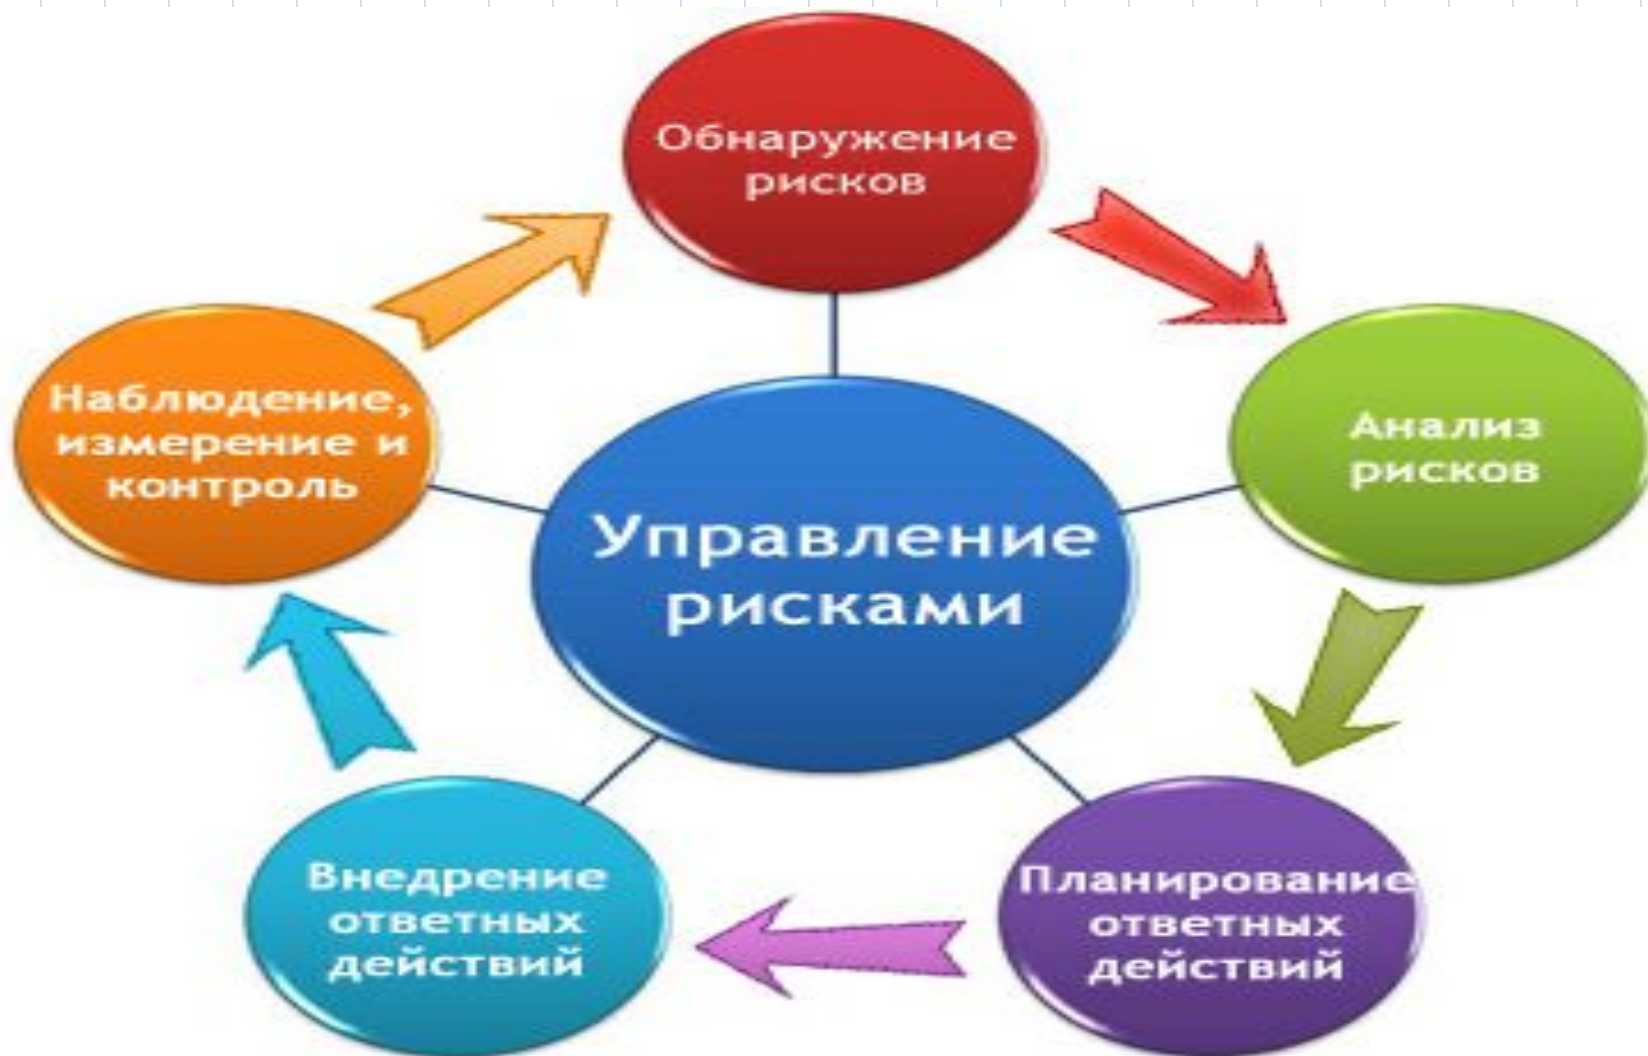 Обнаружение
рисков
Анализ
рисков
Планирование
ответных
действий
Внедрение
ответных
действий
Наблюдение,
измерение и
контроль
Управление
рисками